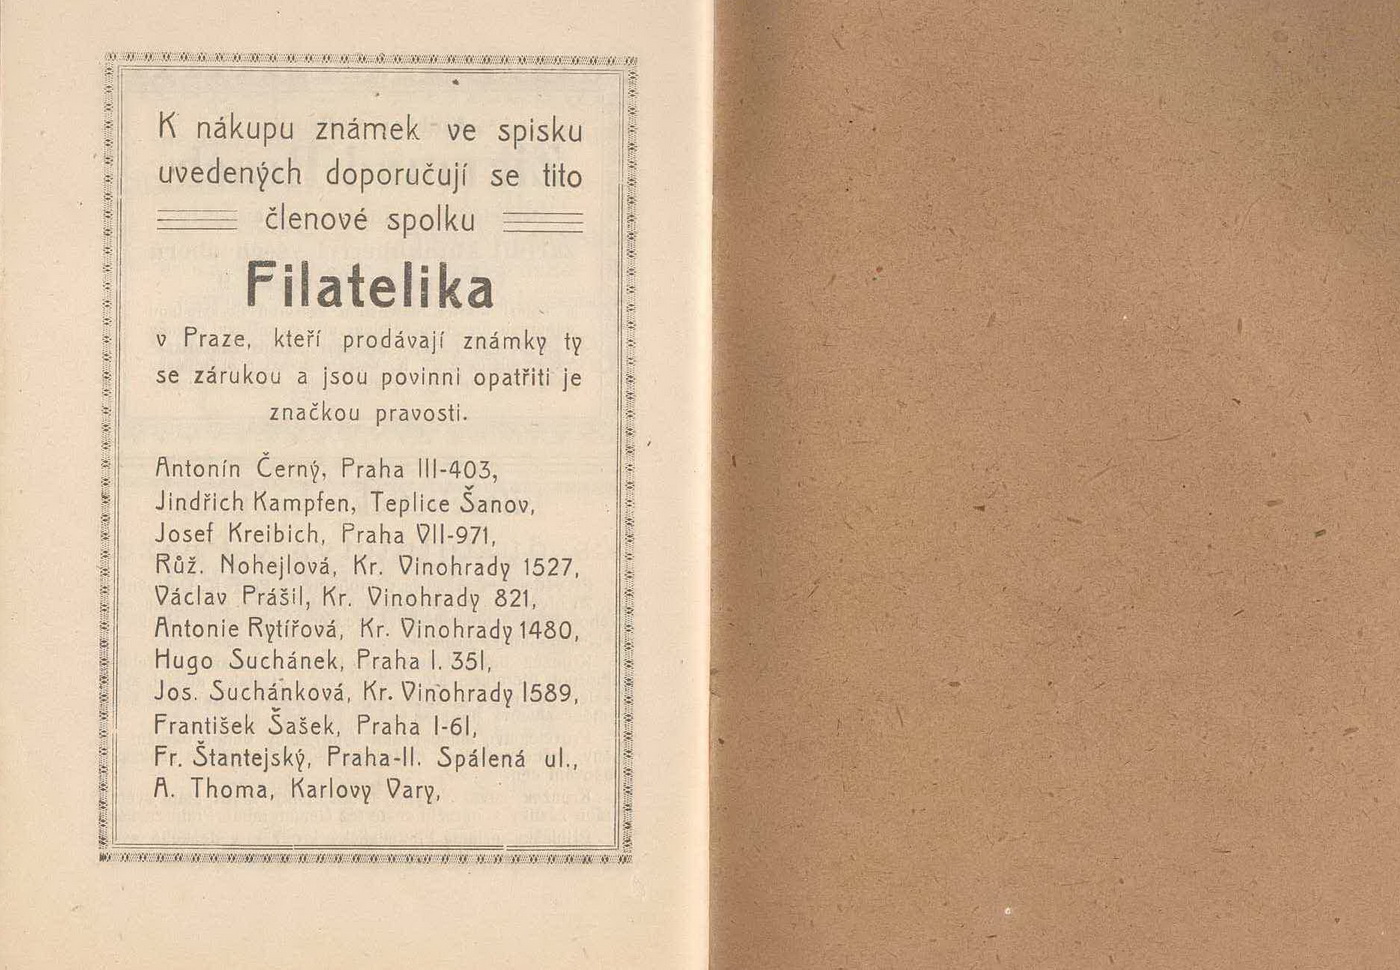 K nákupu známek ve spisku
uvedených doporučují se tito
členové spolku
Filatelika
v Praze, kteří prodávají známky ty
se zárukou a jsou povinni opatřiti je
značkou pravosti.
Antonín Černý, Praha III-403,
Jindřich Kampfen, Teplice Šanov,
Josef Kreibich, Praha VII-971,
Růž. Nohejlová, Kr. Vinohrady 1527,
Václav Prášil, Kr. Vinohrady 821,
Antonie Rytířová, Kr. Vinohrady 1480,
Hugo Suchánek, Praha I. 351,
Jos. Suchánková, Kr. Vinohrady 1589,
František Šašek, Praha I-61,
Fr. Štantejský, Praha-II. Spálená ul.,
A. Thoma, Karlovy Vary,